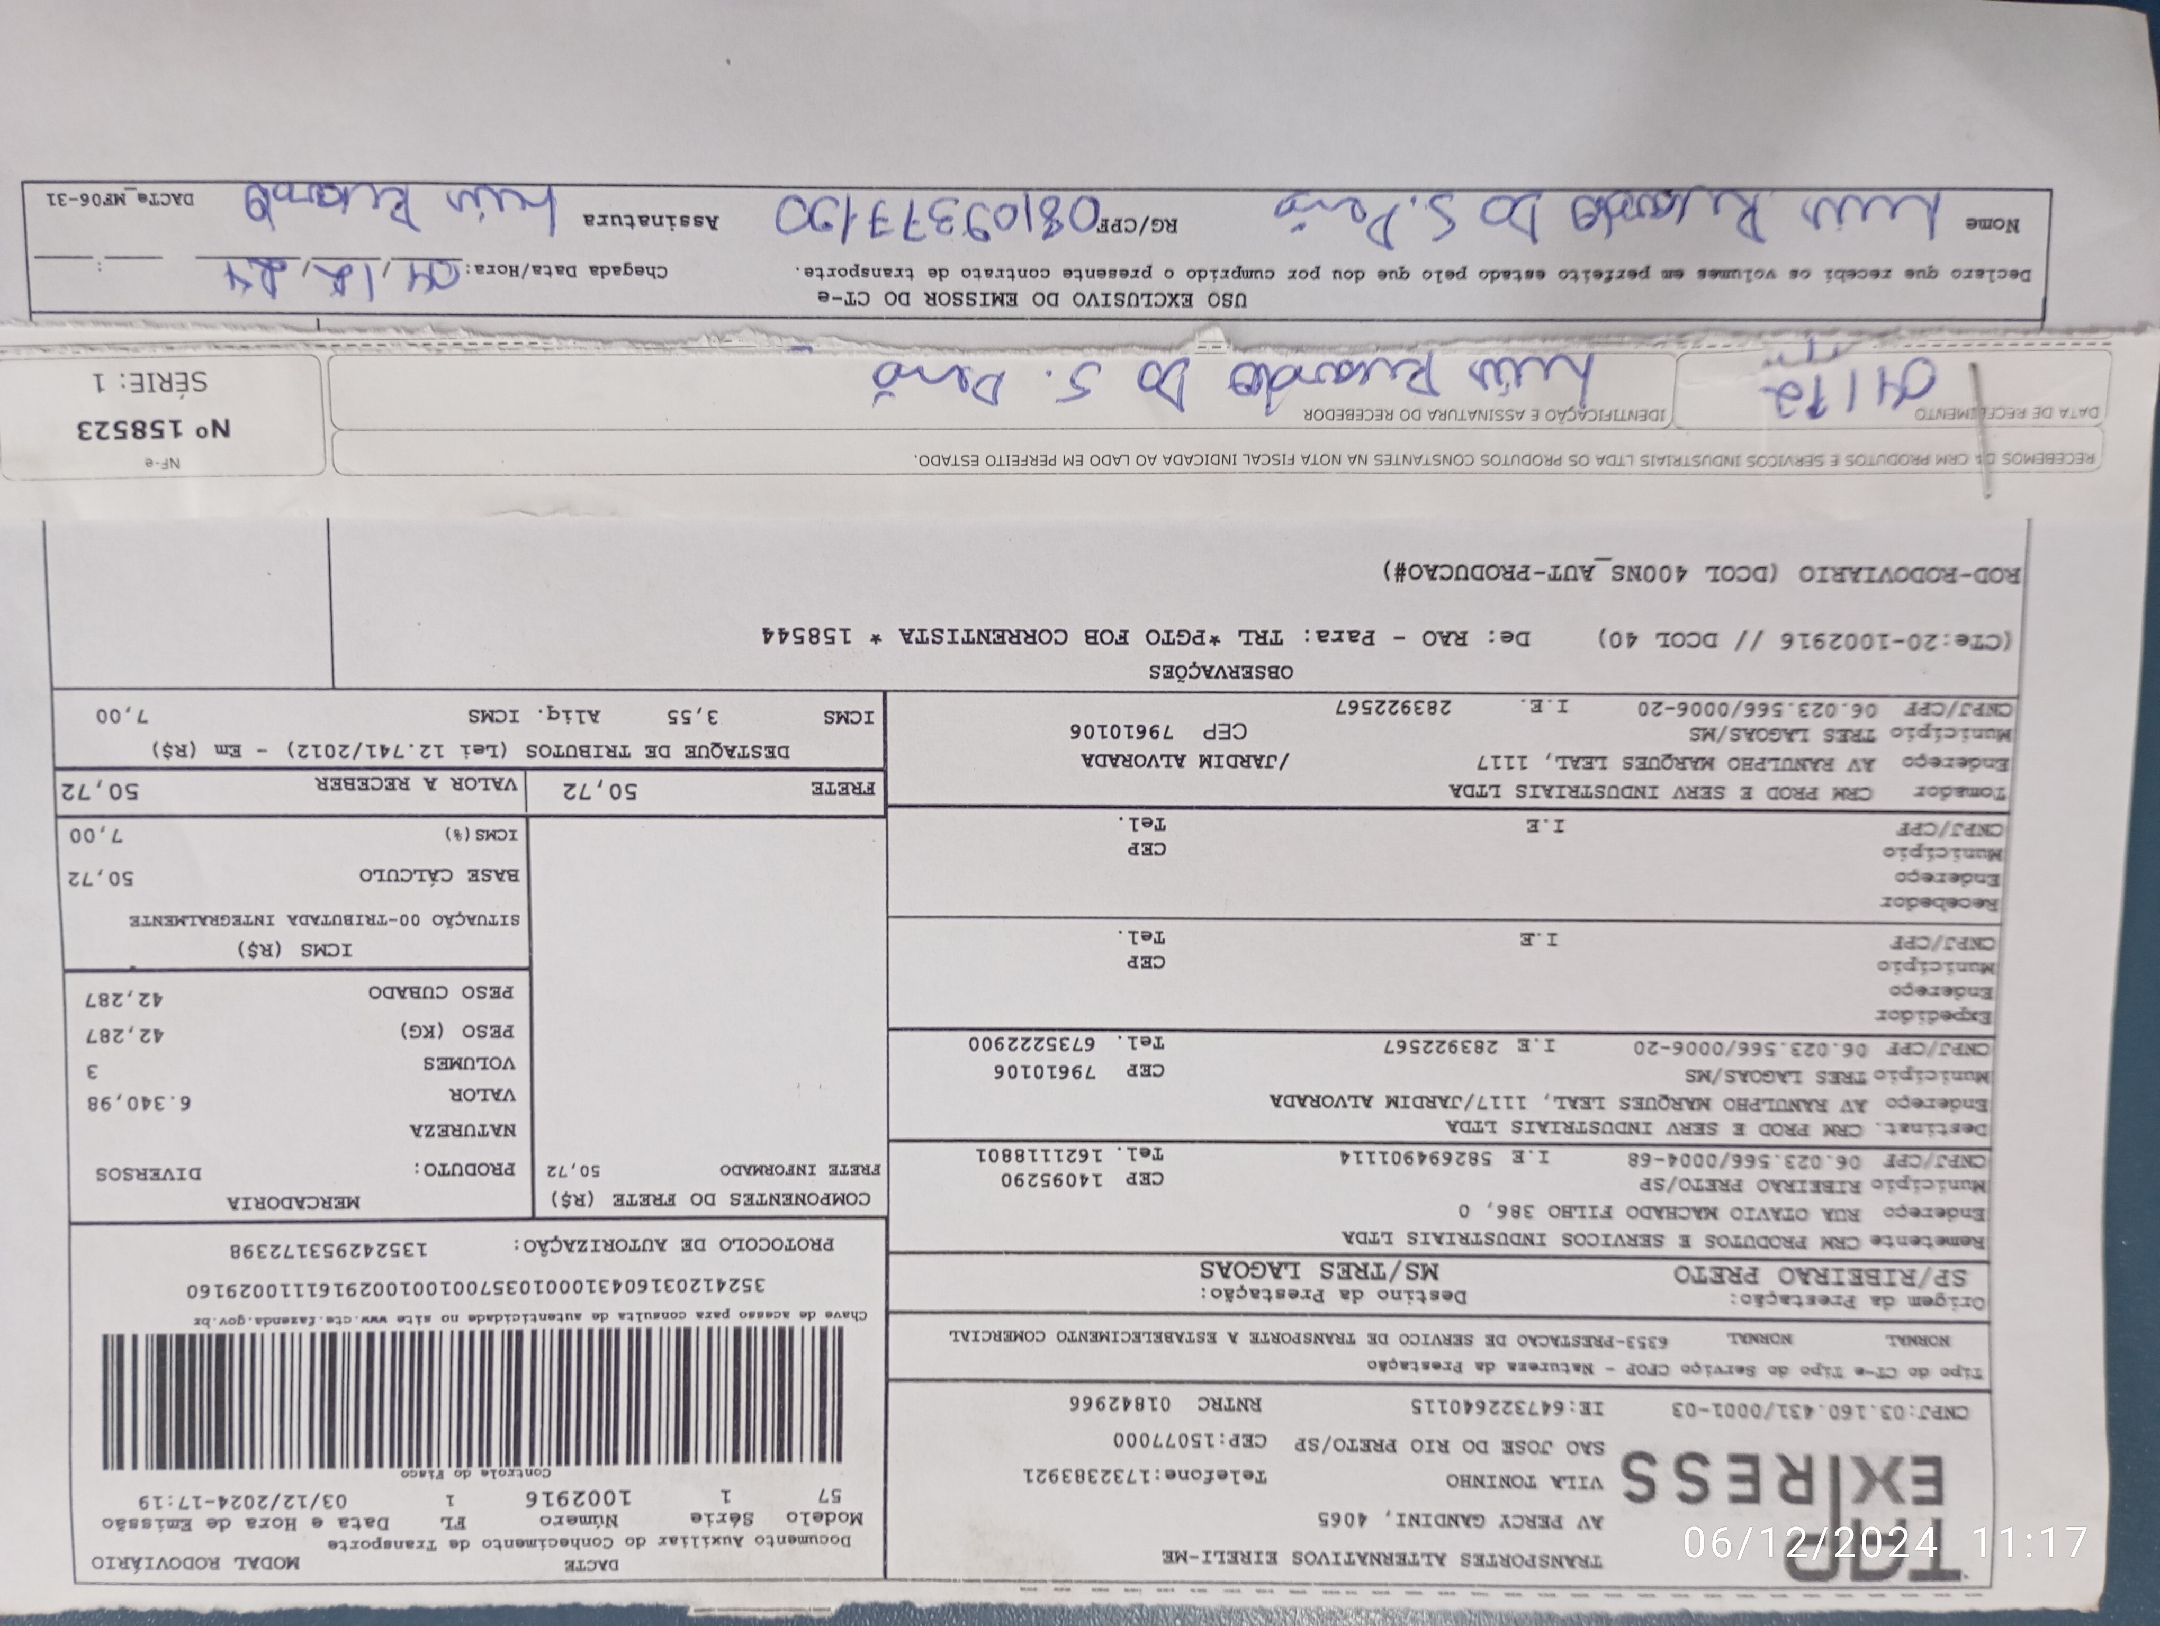 TAP
EXPRESS
TRANSPORTES ALTERNATIVOS EIRELI-ME
AV PERCY GANDINI, 4065
VILA TONINHO Telefone:1732383921
SAO JOSE DO RIO PRETO/SP CEP:15077000
CNPJ:03.160.431/0001-03 IE:647322640115 RNTRC 01842966
DACTE MODAL RODOVIÁRIO
Documento Auxiliar do Conhecimento de Transporte
Modelo Série Número FL Data e Hora de Emissão
57 1 1002916 1 03/12/2024-17:19
Controle do Fisco
Chave de acesso para consulta de autenticidade no site www.cte.fazenda.gov.br
35241203160431000103570010010029161110029160
PROTOCOLO DE AUTORIZAÇÃO: 135242953172398
Tipo do CT-e Tipo do Serviço CFOP - Natureza da Prestação
NORMAL NORMAL 6353-PRESTACAO DE SERVICO DE TRANSPORTE A ESTABELECIMENTO COMERCIAL
Origem da Prestação: Destino da Prestação:
SP/RIBEIRAO PRETO MS/TRES LAGOAS
Remetente CRM PRODUTOS E SERVICOS INDUSTRIAIS LTDA
Endereço RUA OTAVIO MACHADO FILHO 386, 0
Município RIBEIRAO PRETO/SP CEP 14095290
CNPJ/CPF 06.023.566/0004-68 I.E 582694901114 Tel. 1621118801
Destinat. CRM PROD E SERV INDUSTRIAIS LTDA
Endereço AV RANULPHO MARQUES LEAL, 1117/JARDIM ALVORADA
Município TRES LAGOAS/MS CEP 79610106
CNPJ/CPF 06.023.566/0006-20 I.E 283922567 Tel. 6735222900
Expedidor
Endereço
Município CEP
CNPJ/CPF I.E Tel.
Recebedor
Endereço
Município CEP
CNPJ/CPF I.E Tel.
Tomador CRM PROD E SERV INDUSTRIAIS LTDA
Endereço AV RANULPHO MARQUES LEAL, 1117 /JARDIM ALVORADA
Município TRES LAGOAS/MS CEP 79610106
CNPJ/CPF 06.023.566/0006-20 I.E. 283922567
COMPONENTES DO FRETE (R$)
FRETE INFORMADO 50,72
MERCADORIA
PRODUTO: DIVERSOS
NATUREZA
VALOR 6.340,98
VOLUMES 3
PESO (KG) 42,287
PESO CUBADO 42,287
ICMS (R$)
SITUAÇÃO 00-TRIBUTADA INTEGRALMENTE
BASE CÁLCULO 50,72
ICMS(%) 7,00
FRETE 50,72 VALOR A RECEBER 50,72
DESTAQUE DE TRIBUTOS (Lei 12.741/2012) - Em (R$)
ICMS 3,55 Aliq. ICMS 7,00
OBSERVAÇÕES
(CTe:20-1002916 // DCOL 40) De: RAO - Para: TRL *PGTO FOB CORRENTISTA * 158544
ROD-RODOVIARIO (DCOL 400NS_AUT-PRODUCAO#)
RECEBEMOS DE CRM PRODUTOS E SERVICOS INDUSTRIAIS LTDA OS PRODUTOS CONSTANTES NA NOTA FISCAL INDICADA AO LADO EM PERFEITO ESTADO.
NF-e
Nº 158523
SÉRIE: 1
DATA DE RECEBIMENTO IDENTIFICAÇÃO E ASSINATURA DO RECEBEDOR
04/12 Luis Ricardo Do S.
USO EXCLUSIVO DO EMISSOR DO CT-e
Declaro que recebi os volumes em perfeito estado pelo que dou por cumprido o presente contrato de transporte. Chegada Data/Hora: 04, 12, 24 :
Nome Luis Ricardo Do S. RG/CPF 08109377190 Assinatura Luis Ricardo DACTe_MF06-31
06/12/2024 11:17